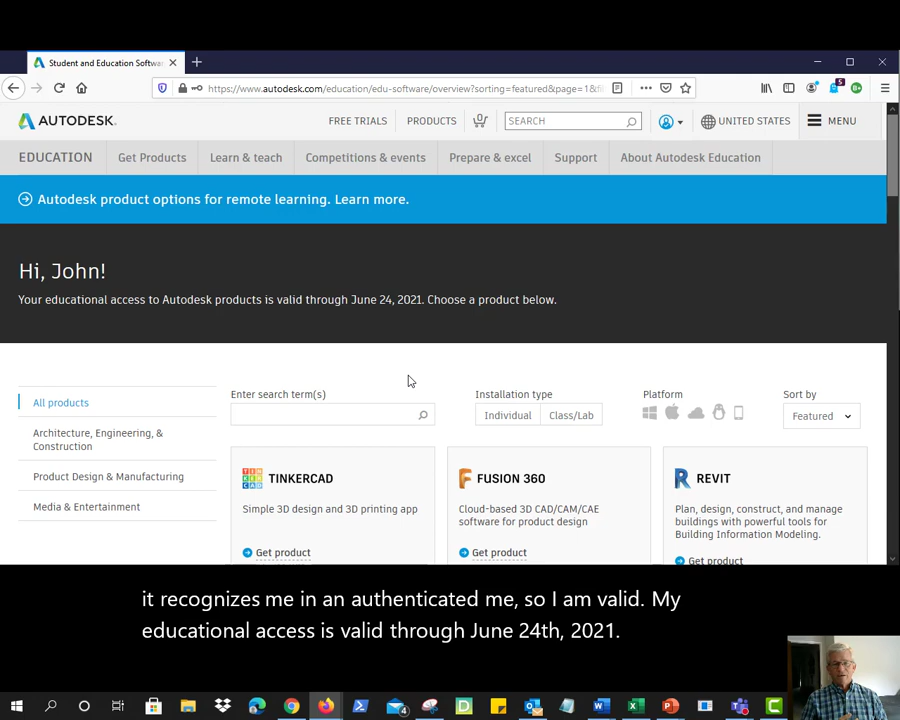 Student and Education Softwa
https://www.autodesk.com/education/edu-software/overview?sorting=featured&page=1&fi
5
AUTODESK.
FREE TRIALS
PRODUCTS
0
SEARCH
UNITED STATES
MENU
EDUCATION
Get Products
Learn & teach
Competitions & events
Prepare & excel
Support
About Autodesk Education
Autodesk product options for remote learning. Learn more.
Hi, John!
Your educational access to Autodesk products is valid through June 24, 2021. Choose a product below.
All products
Architecture, Engineering, &
Construction
Product Design & Manufacturing
Media & Entertainment
Enter search term(s)
Installation type
Individual
Class/Lab
Platform
Sort by
Featured
TINKERCAD
Simple 3D design and 3D printing app
Get product
FUSION 360
Cloud-based 3D CAD/CAM/CAE
software for product design
Get product
REVIT
Plan, design, construct, and manage
buildings with powerful tools for
Building Information Modeling.
Get product
it recognizes me in an authenticated me, so I am valid. My
educational access is valid through June 24th, 2021.